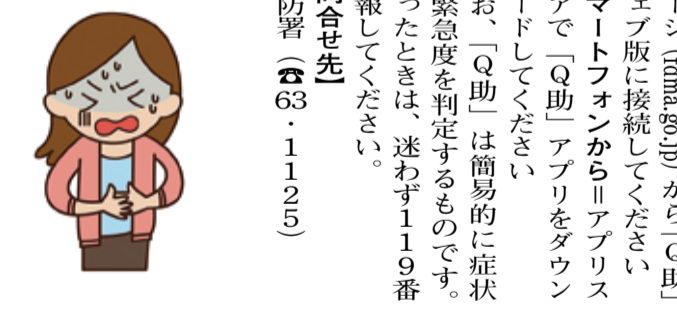 ジ(fdma.go.jp)から「Q助」
ェブ版に接続してください
マートフォンから＝アプリス
アで「Q助」アプリをダウン
ードしてください
お、「Q助」は簡易的に症状
緊急度を判定するものです。
ったときは、迷わず119番
報してください。
合せ先】
防署（☎63・1125）